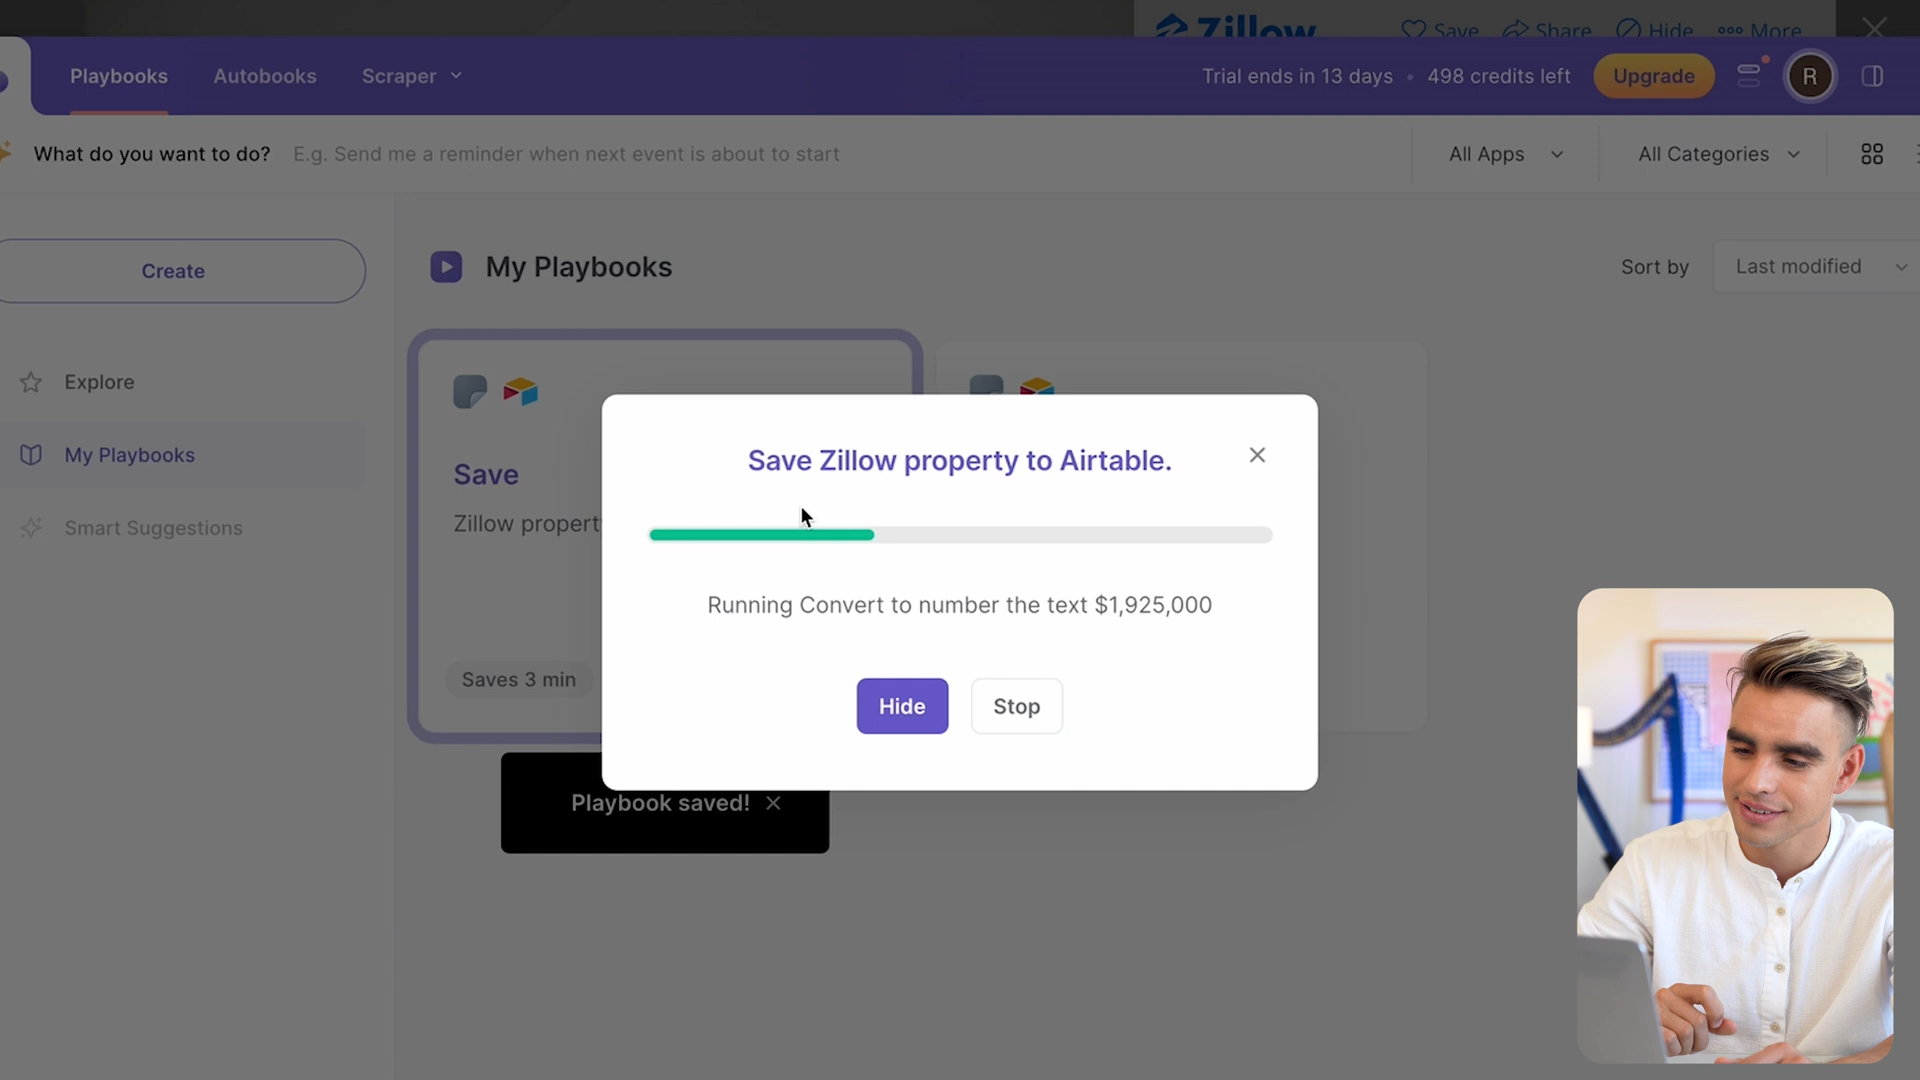 Zillow
Save Share Hide More
Playbooks Autobooks Scraper
Trial ends in 13 days • 498 credits left Upgrade R
What do you want to do? E.g. Send me a reminder when next event is about to start
All Apps All Categories
Create
My Playbooks
Sort by Last modified
Explore
My Playbooks
Smart Suggestions
Save
Zillow propert
Saves 3 min
Save Zillow property to Airtable.
Running Convert to number the text $1,925,000
Hide Stop
Playbook saved!